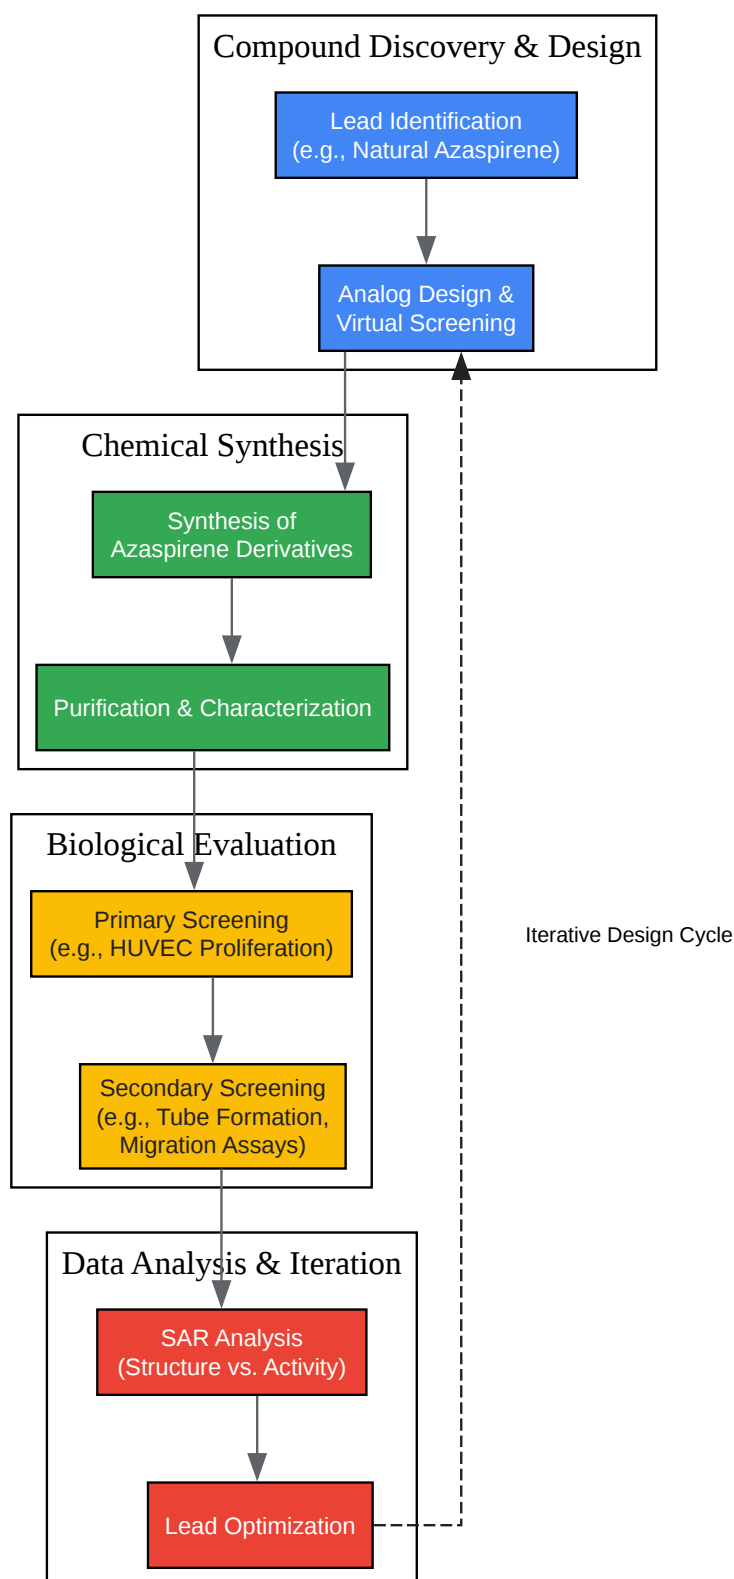 Compound Discovery & Design
Lead Identification
(e.g., Natural Azaspirene)
Analog Design &
Virtual Screening
Chemical Synthesis
Synthesis of
Azaspirene Derivatives
Purification & Characterization
Biological Evaluation
Primary Screening
(e.g., HUVEC Proliferation)
Iterative Design Cycle
Secondary Screening
(e.g., Tube Formation,
Migration Assays)
Data Analysis & Iteration
SAR Analysis
(Structure vs. Activity)
Lead Optimization